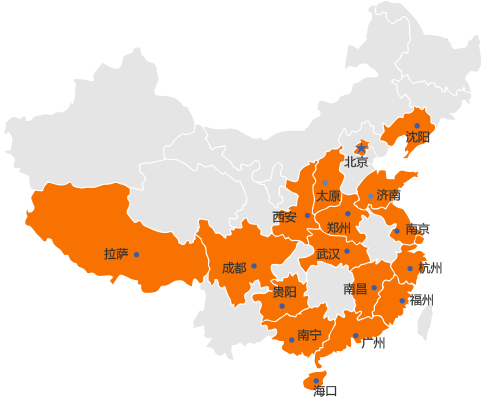 沈阳
北京
太原
济南
西安
郑州
南京
拉萨
成都
武汉
杭州
贵阳
南昌
福州
南宁
广州
海口